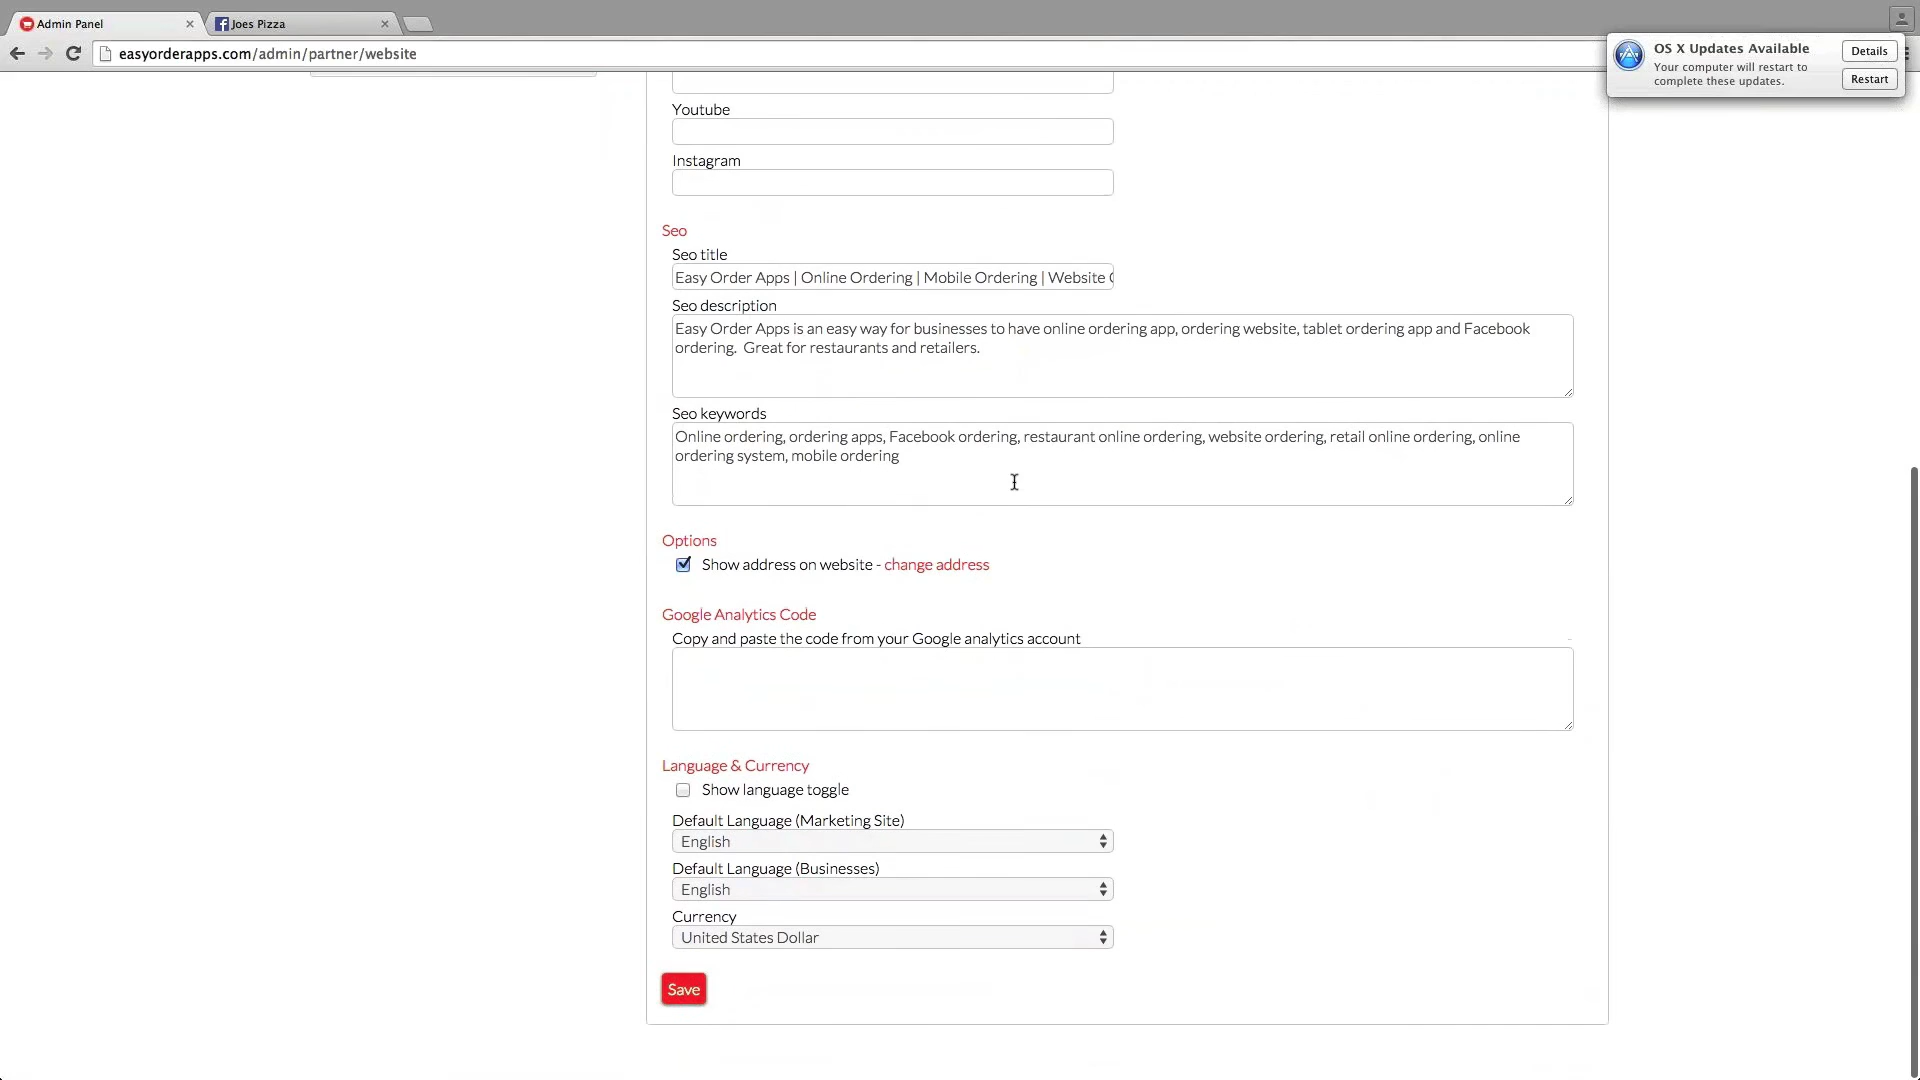 Admin Panel
Joes Pizza
easyorderapps.com/admin/partner/website
OS X Updates Available
Your computer will restart to
complete these updates.
Details
Restart
Youtube
Instagram
Seo
Seo title
Easy Order Apps | Online Ordering | Mobile Ordering | Website
Seo description
Easy Order Apps is an easy way for businesses to have online ordering app, ordering website, tablet ordering app and Facebook
ordering.  Great for restaurants and retailers.
Seo keywords
Online ordering, ordering apps, Facebook ordering, restaurant online ordering, website ordering, retail online ordering, online
ordering system, mobile ordering
Options
Show address on website - change address
Google Analytics Code
Copy and paste the code from your Google analytics account
Language & Currency
Show language toggle
Default Language (Marketing Site)
English
Default Language (Businesses)
English
Currency
United States Dollar
Save